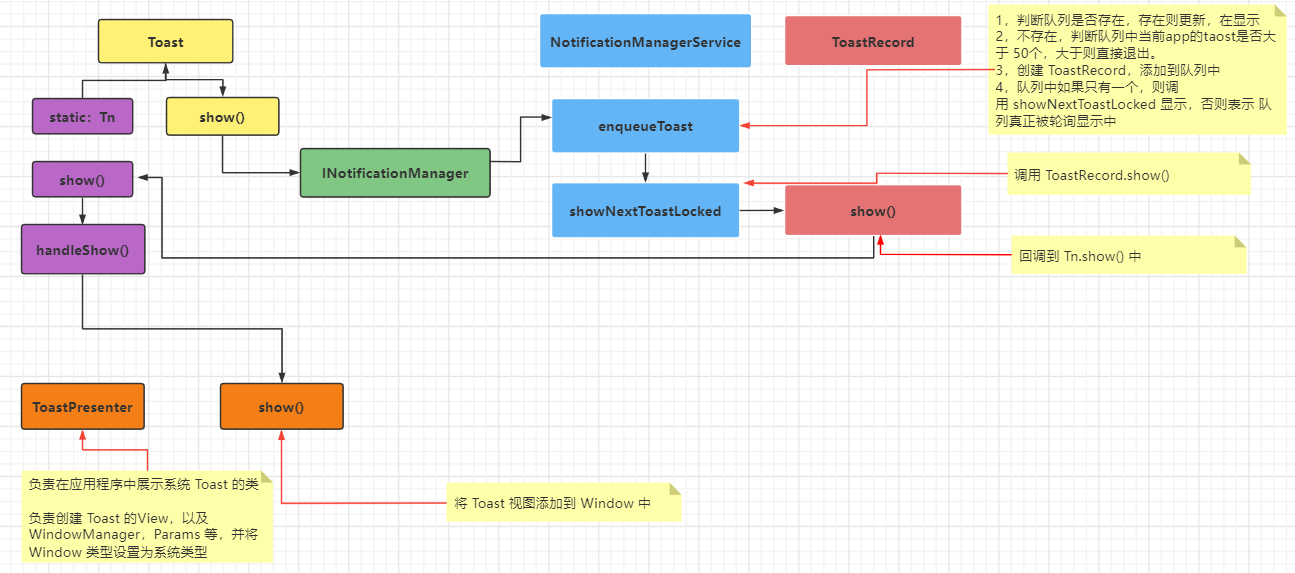 Toast
NotificationManagerService
ToastRecord
1，判断队列是否存在，存在则更新，在显示
2，不存在，判断队列中当前app的taost是否大
于 50个，大于则直接退出。
3，创建 ToastRecord，添加到队列中
4，队列中如果只有一个，则调
用 showNextToastLocked 显示，否则表示 队
列真正被轮询显示中
static：Tn
show()
enqueueToast
INotificationManager
show()
调用 ToastRecord.show()
showNextToastLocked
show()
handleShow()
回调到 Tn.show() 中
ToastPresenter
show()
负责在应用程序中展示系统 Toast 的类
负责创建 Toast 的View，以及
WindowManager，Params 等，并将
Window 类型设置为系统类型
将 Toast 视图添加到 Window 中